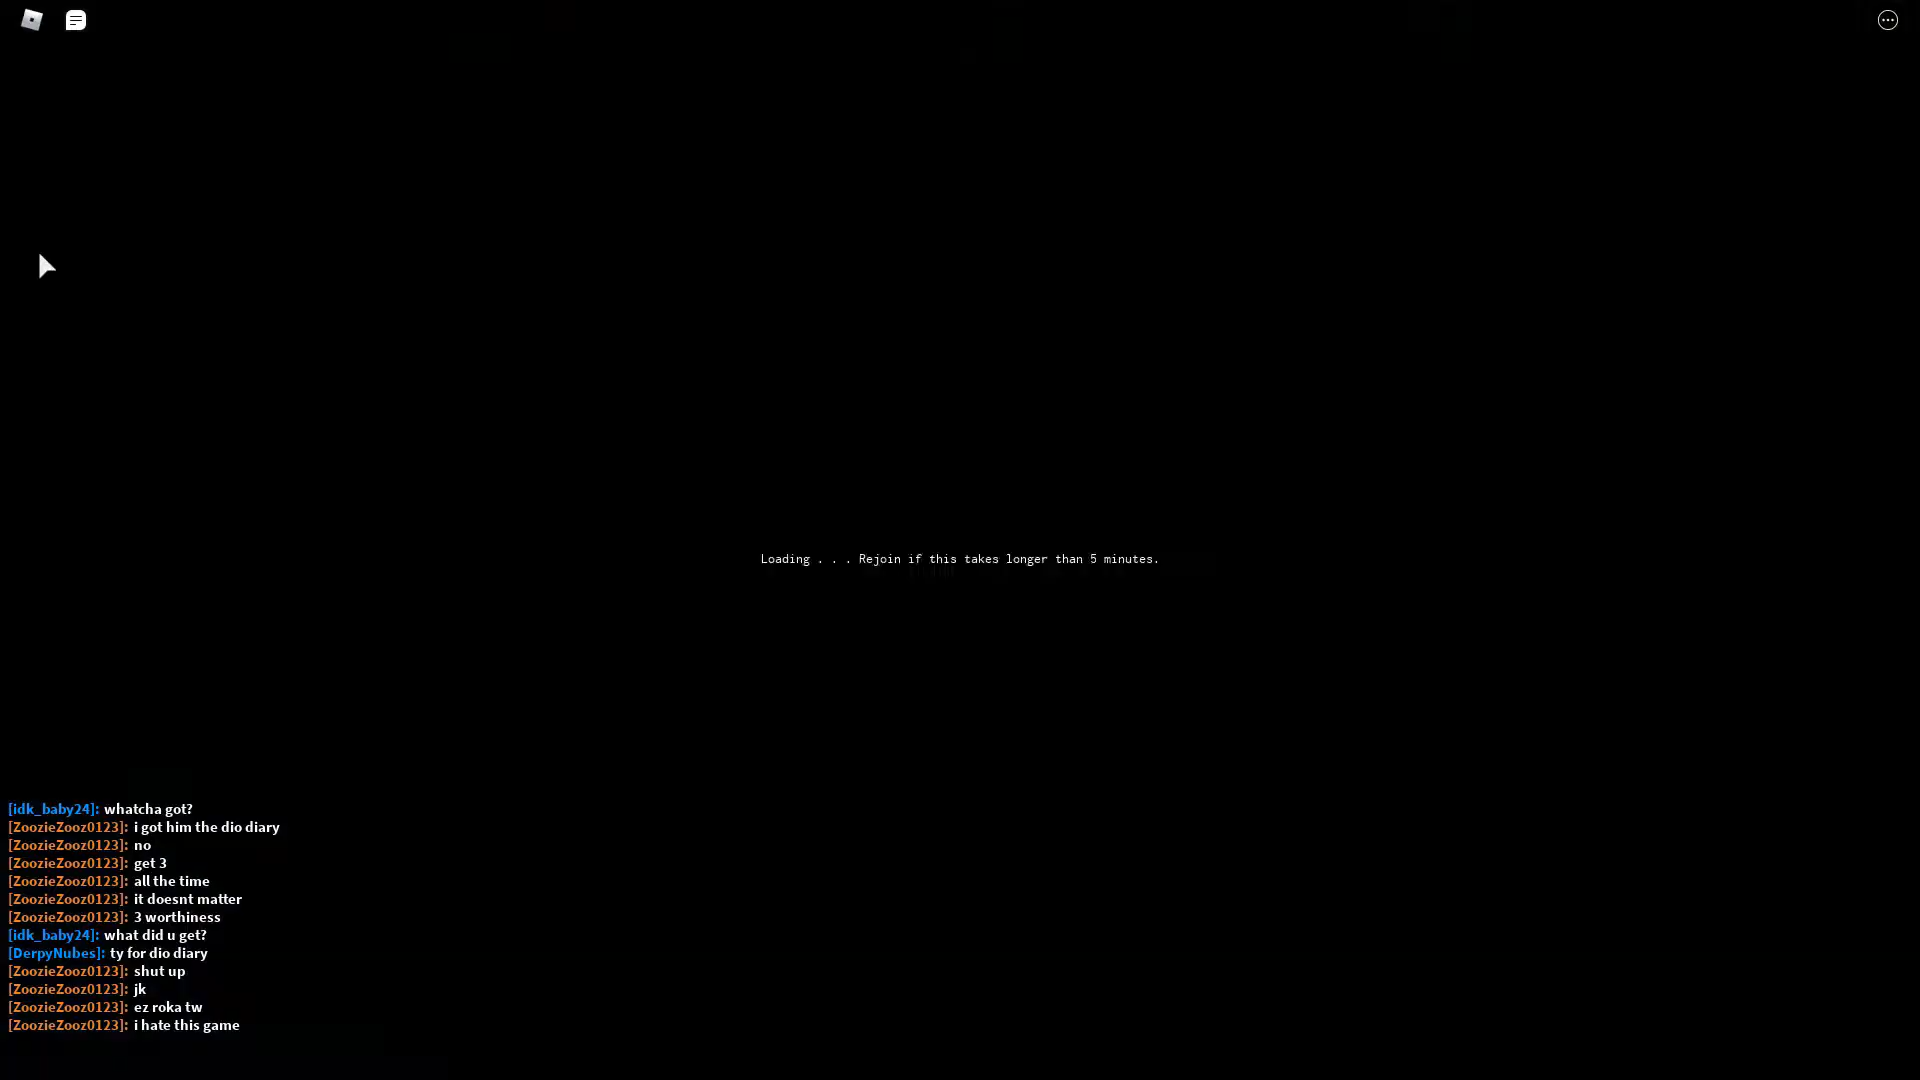 Loading . . . Rejoin if this takes longer than 5 minutes.
[idk_baby24]: whatcha got?
[ZoozieZooz0123]: i got him the dio diary
[ZoozieZooz0123]: no
[ZoozieZooz0123]: get 3
[ZoozieZooz0123]: all the time
[ZoozieZooz0123]: it doesnt matter
[ZoozieZooz0123]: 3 worthiness
[idk_baby24]: what did u get?
[DerpyNubes]: ty for dio diary
[ZoozieZooz0123]: shut up
[ZoozieZooz0123]: jk
[ZoozieZooz0123]: ez roka tw
[ZoozieZooz0123]: i hate this game